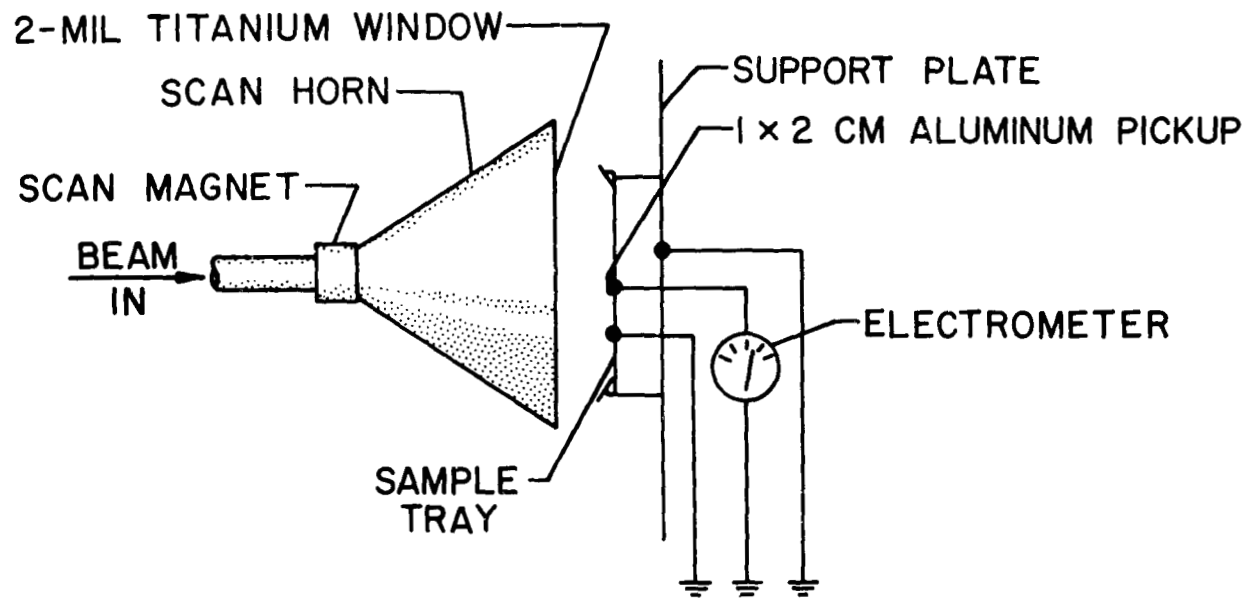 2-MIL TITANIUM WINDOW
SCAN HORN
SCAN MAGNET
BEAM
IN
SUPPORT PLATE
1 × 2 CM ALUMINUM PICKUP
ELECTROMETER
SAMPLE
TRAY